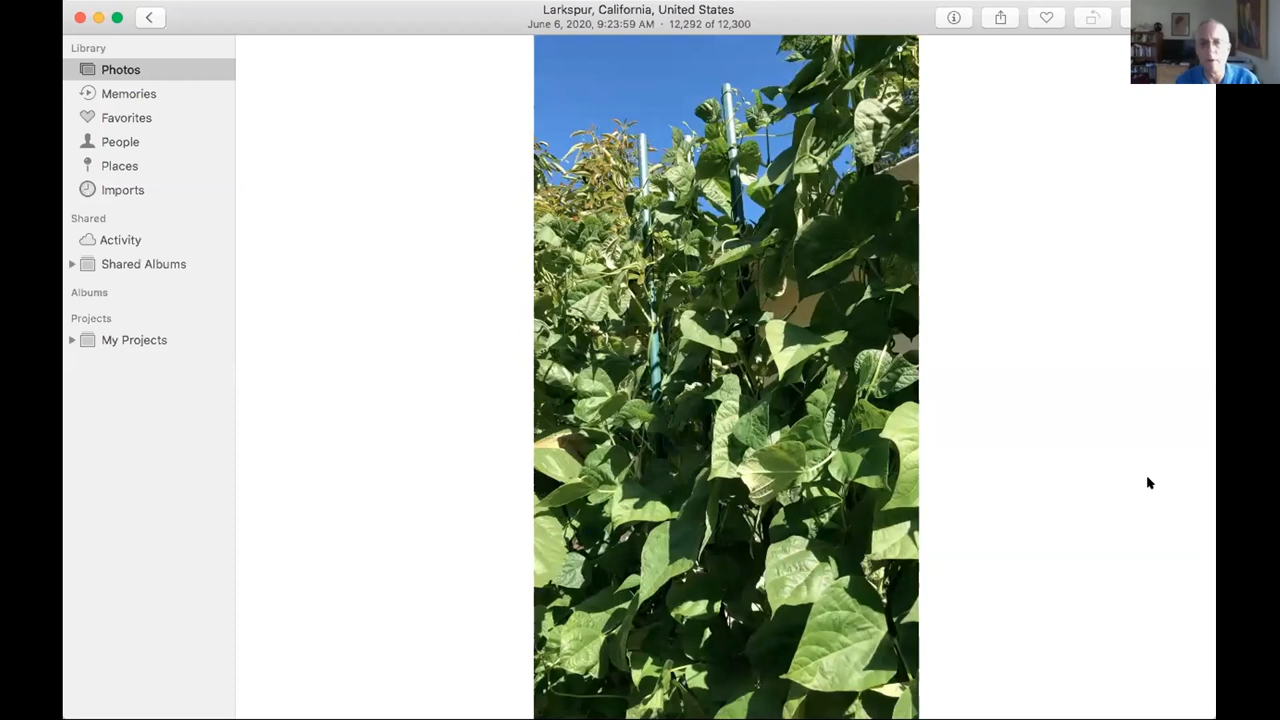 Larkspur, California, United States
June 6, 2020, 9:23:59 AM · 12,292 of 12,300
Library
Photos
Memories
Favorites
People
Places
Imports
Shared
Activity
Shared Albums
Albums
Projects
My Projects